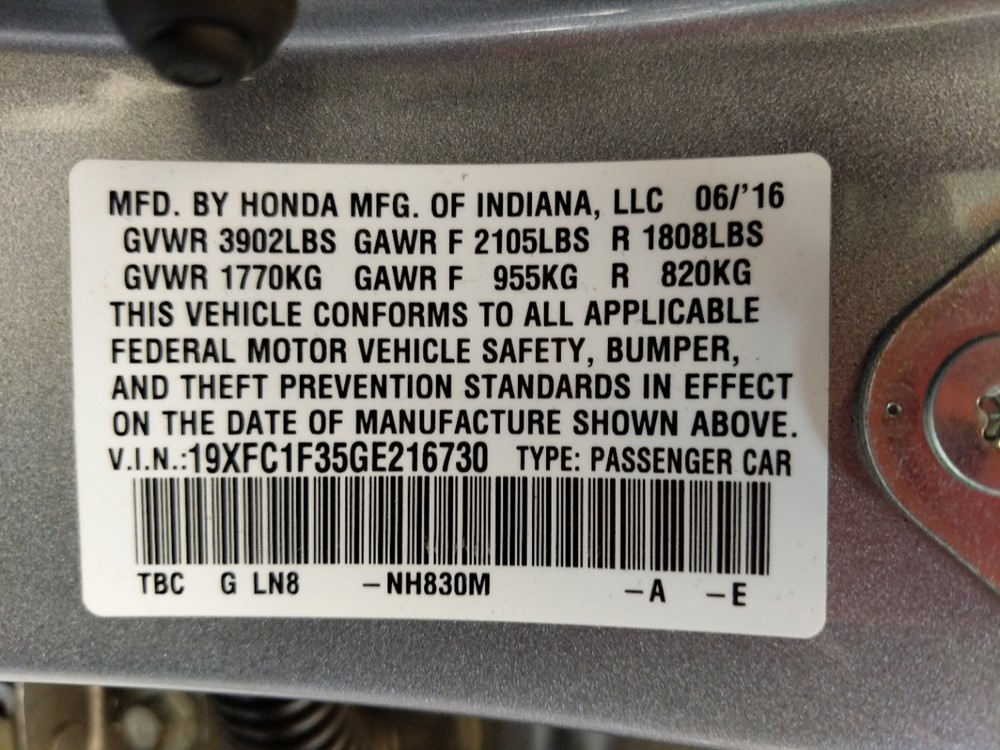 MFD. BY HONDA MFG. OF INDIANA, LLC 06/'16
GVWR 3902LBS GAWR F 2105LBS R 1808LBS
GVWR 1770KG GAWR F 955KG R 820KG
THIS VEHICLE CONFORMS TO ALL APPLICABLE
FEDERAL MOTOR VEHICLE SAFETY, BUMPER,
AND THEFT PREVENTION STANDARDS IN EFFECT
ON THE DATE OF MANUFACTURE SHOWN ABOVE.
V.I.N.:19XFC1F35GE216730 TYPE: PASSENGER CAR
TBC G LN8 –NH830M –A –E